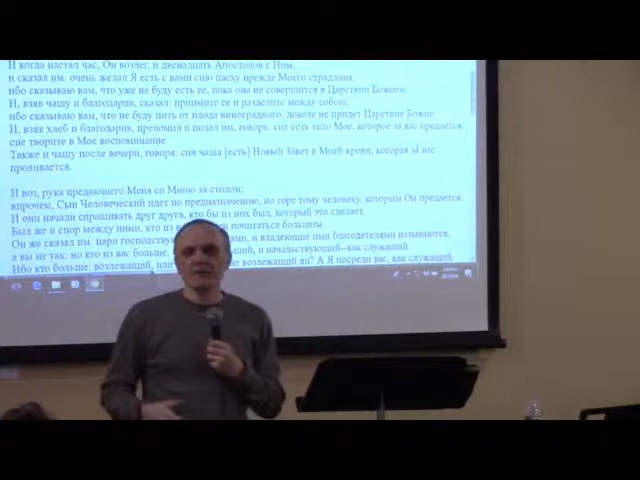 И когда настал час, Он возлег, и двенадцать Апостолов с Ним,
и сказал им: очень желал Я есть с вами сию пасху прежде Моего страдания,
ибо сказываю вам, что уже не буду есть ее, пока она не совершится в Царствии Божием.
И, взяв чашу и благодарив, сказал: приимите ее и разделите между собою,
ибо сказываю вам, что не буду пить от плода виноградного, доколе не придет Царствие Божие
И, взяв хлеб и благодарив, преломил и подал им, говоря: сие есть тело Мое, которое за вас предается.
сие творите в Мое воспоминание
Также и чашу после вечери, говоря: сия чаша [есть] Новый Завет в Моей крови, которая за вас
проливается.
И вот, рука предающего Меня со Мною за столом;
впрочем, Сын Человеческий идет по предназначению, но горе тому человеку, которым Он предается.
И они начали спрашивать друг друга, кто бы из них был, который это сделает.
Был же и спор между ними, кто из почитаться большим.
Он же сказал им: цари господству ами, и владеющие ими благодетелями называются,
а вы не так: но кто из вас больше, ший, и начальствующий--как служащий.
Ибо кто больше: возлежащий, или не возлежащий ли? А Я посреди вас, как служащий.